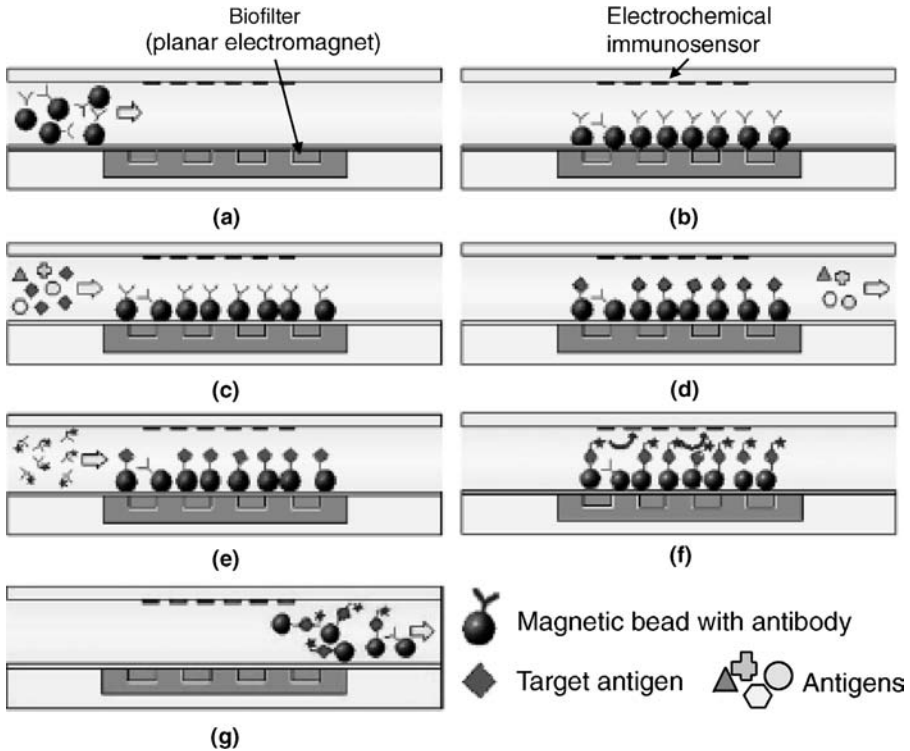 Biofilter
(planar electromagnet)
Electrochemical
immunosensor
(a)
(b)
(c)
(d)
(e)
(f)
(g)
Magnetic bead with antibody
Target antigen
Antigens